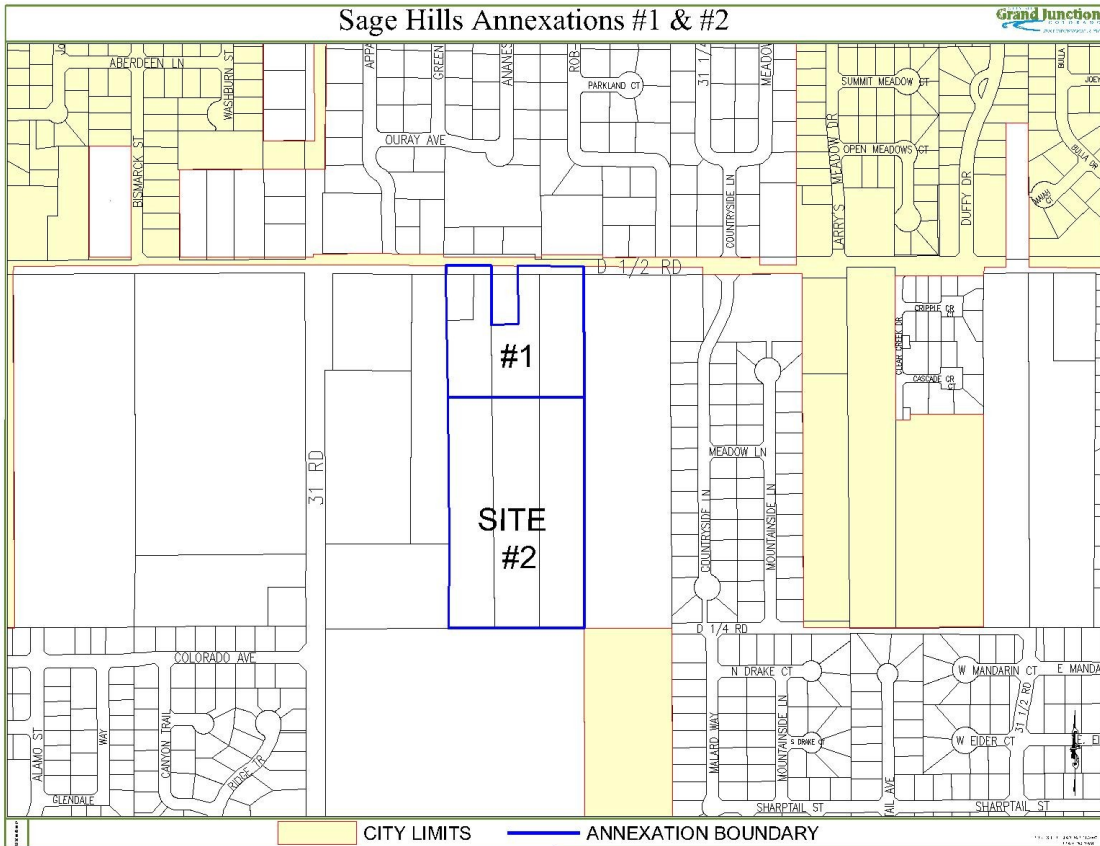 Sage Hills Annexations #1 & #2
Grand Junction
COLORADO
ABERDEEN LN
WASHBURN ST
BISMARCK ST
APPA
GREEN
ANANES
ROB
PARKLAND CT
31 1/4
MEADOW
OURAY AVE
COUNTRYSIDE LN
SUMMIT MEADOW CT
LARRY'S MEADOW DR
OPEN MEADOWS CT
DUFFY DR
BULLA
JOEY
BULLA DR
D 1/2 RD
#1
SITE
#2
31 RD
CRIPPLE CR CT
CLEAR CREEK DR
CASCADE CR CT
MEADOW LN
COUNTRYSIDE LN
MOUNTAINSIDE LN
D 1/4 RD
COLORADO AVE
ALAMO ST
WAY
CANYON TRAIL
RIDGE TR
GLENDALE
N DRAKE CT
MALARD WAY
MOUNTAINSIDE LN
S DRAKE CT
TAIL AVE
W MANDARIN CT
E MANDA
31 1/2 RD
W EIDER CT
E. EI
SHARPTAIL ST
SHARPTAIL ST
CITY LIMITS
ANNEXATION BOUNDARY